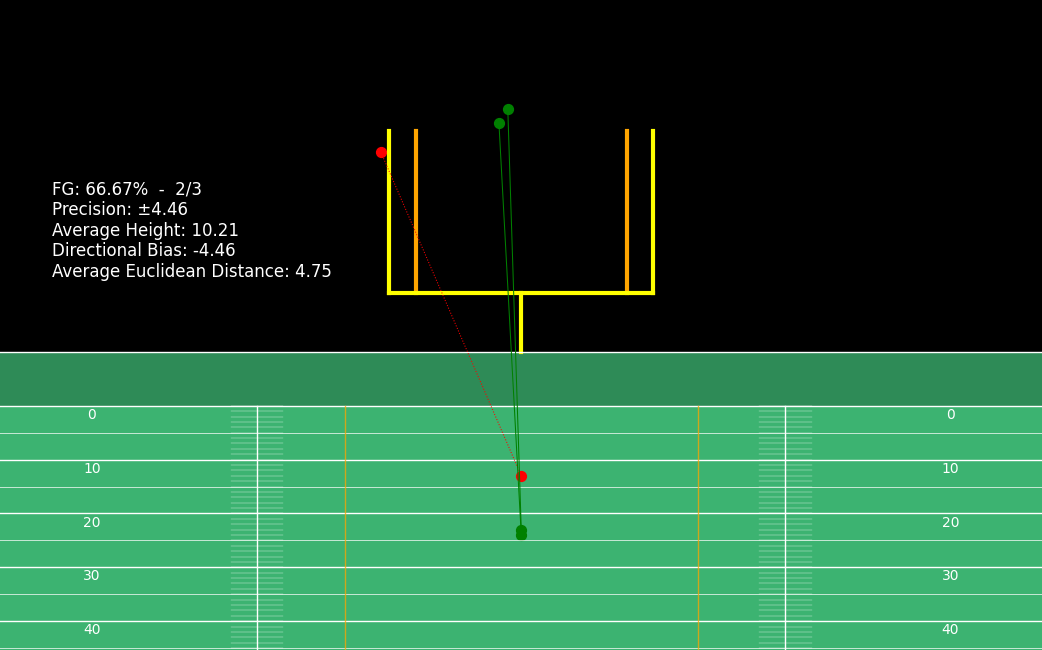 FG: 66.67%  -  2/3
Precision: ±4.46
Average Height: 10.21
Directional Bias: -4.46
Average Euclidean Distance: 4.75
0 0
10 10
20 20
30 30
40 40